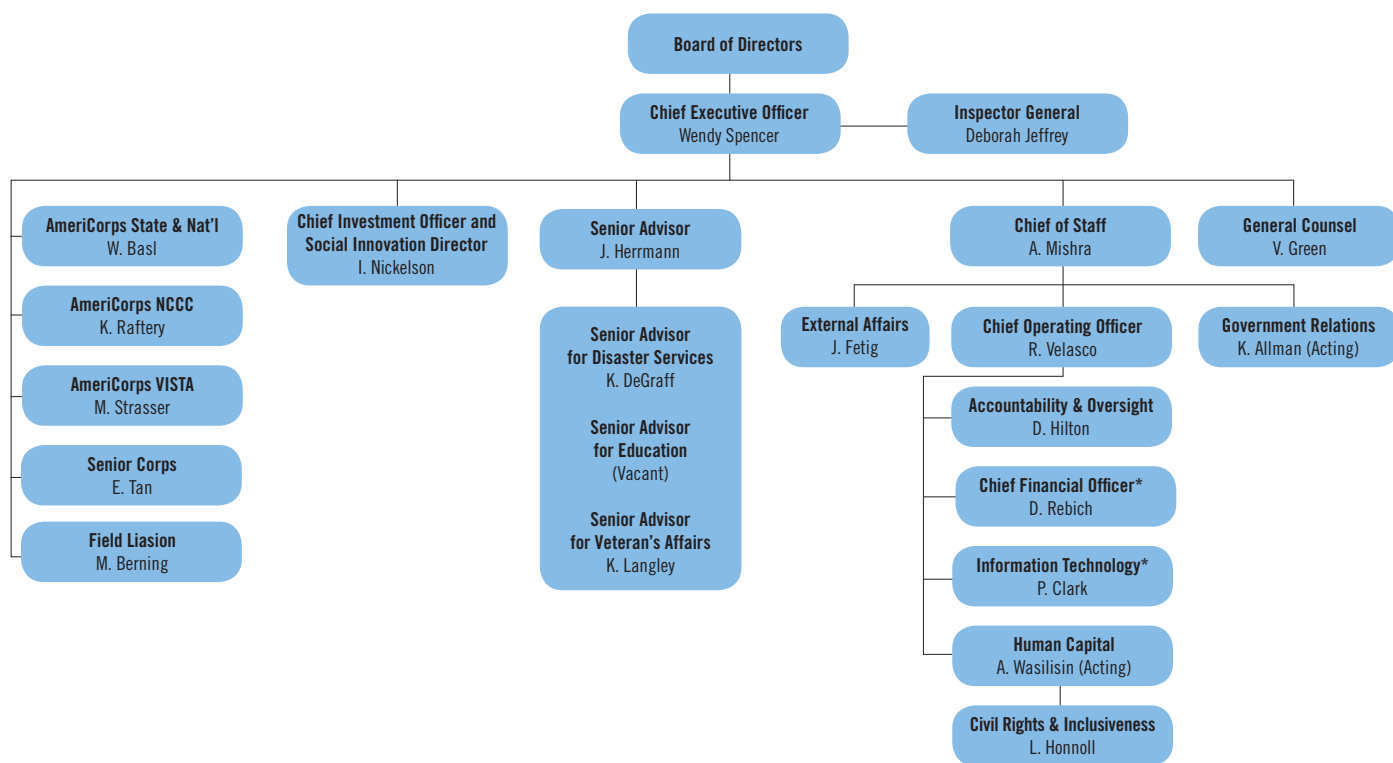 Board of Directors
Chief Executive Officer
Wendy Spencer
Inspector General
Deborah Jeffrey
AmeriCorps State & Nat'l
W. Basl
AmeriCorps NCCC
K. Raftery
AmeriCorps VISTA
M. Strasser
Senior Corps
E. Tan
Field Liasion
M. Berning
Chief Investment Officer and
Social Innovation Director
I. Nickelson
Senior Advisor
J. Herrmann
Senior Advisor
for Disaster Services
K. DeGraff
Senior Advisor
for Education
(Vacant)
Senior Advisor
for Veteran's Affairs
K. Langley
Chief of Staff
A. Mishra
General Counsel
V. Green
External Affairs
J. Fetig
Chief Operating Officer
R. Velasco
Government Relations
K. Allman (Acting)
Accountability & Oversight
D. Hilton
Chief Financial Officer*
D. Rebich
Information Technology*
P. Clark
Human Capital
A. Wasilisin (Acting)
Civil Rights & Inclusiveness
L. Honnoll